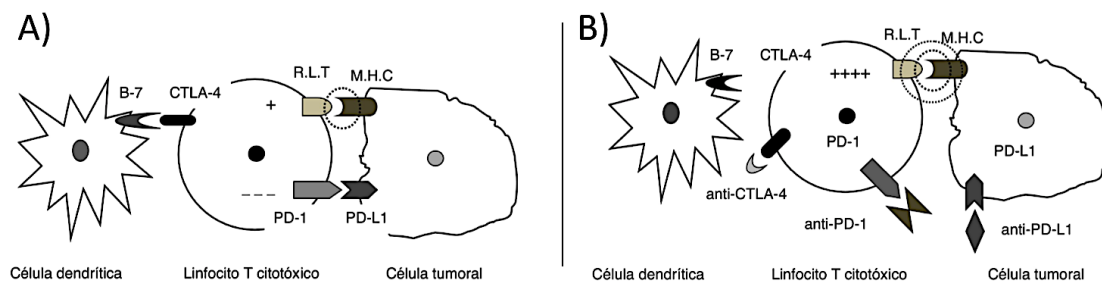 A)
B-7
CTLA-4
R.L.T
M.H.C
+
_ _ _
PD-1
PD-L1
Célula dendrítica
Linfocito T citotóxico
Célula tumoral
B)
B-7
CTLA-4
R.L.T
M.H.C
++++
PD-1
PD-L1
anti-CTLA-4
anti-PD-1
anti-PD-L1
Célula dendrítica
Linfocito T citotóxico
Célula tumoral